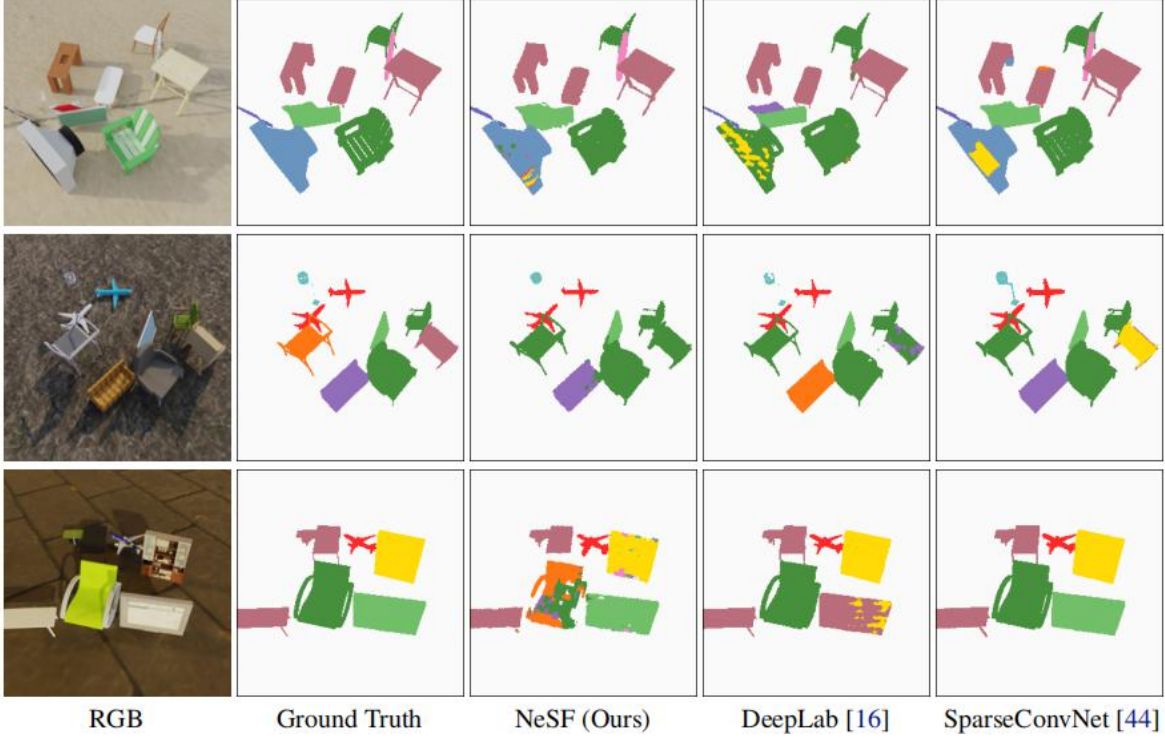 RGB
Ground Truth
NeSF (Ours)
DeepLab [16]
SparseConvNet [44]